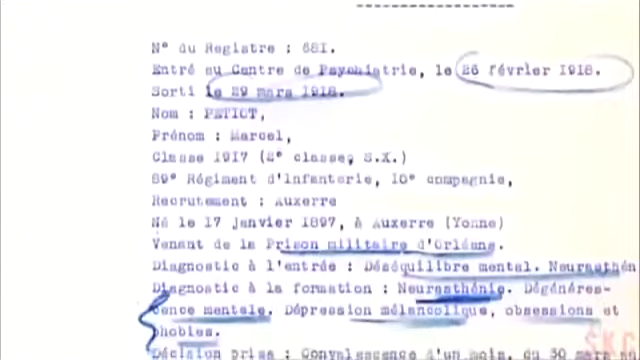 N° du Registre : 681.
Entré au Centre de Psychiatrie, le 26 février 1918.
Sorti le 29 mars 1918.
Nom : PETIOT,
Prénom : Marcel,
Classe 1917 (2e classe, S.X.)
89e Régiment d'Infanterie, 10e compagnie,
Recrutement : Auxerre
Né le 17 janvier 1897, à Auxerre (Yonne)
Venant de la Prison militaire d'Orléans.
Diagnostic à l'entrée : Déséquilibre mental. Neurasthén
Diagnostic à la formation : Neurasthénie. Dégénéres-
cence mentale. Dépression mélancolique, obsessions et
phobies.
Décision prise : Convalescence d'un mois, du 30 mars au